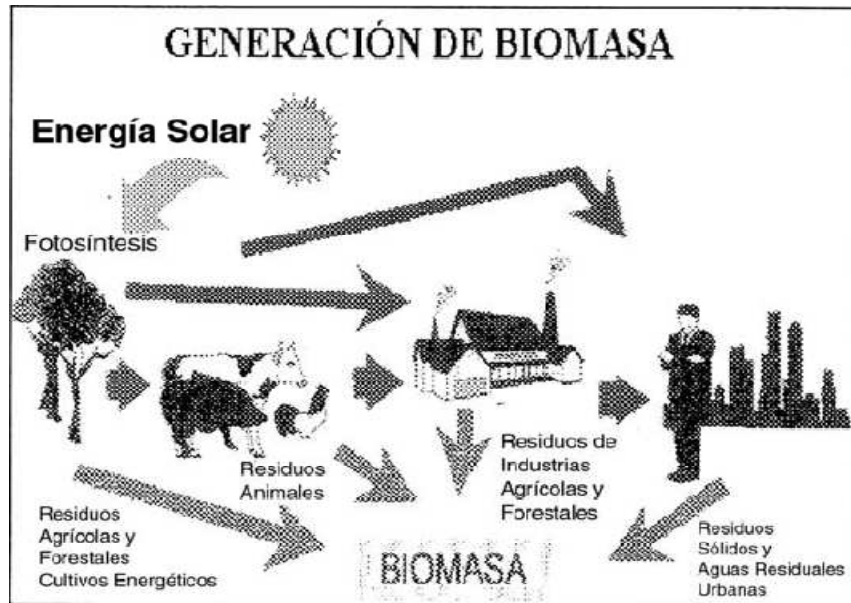 GENERACIÓN DE BIOMASA
Energía Solar
Fotosíntesis
Residuos
Animales
Residuos de
Industrias
Agrícolas y
Forestales
Residuos
Agrícolas y
Forestales
Cultivos Energéticos
BIOMASA
Residuos
Sólidos y
Aguas Residuales
Urbanas